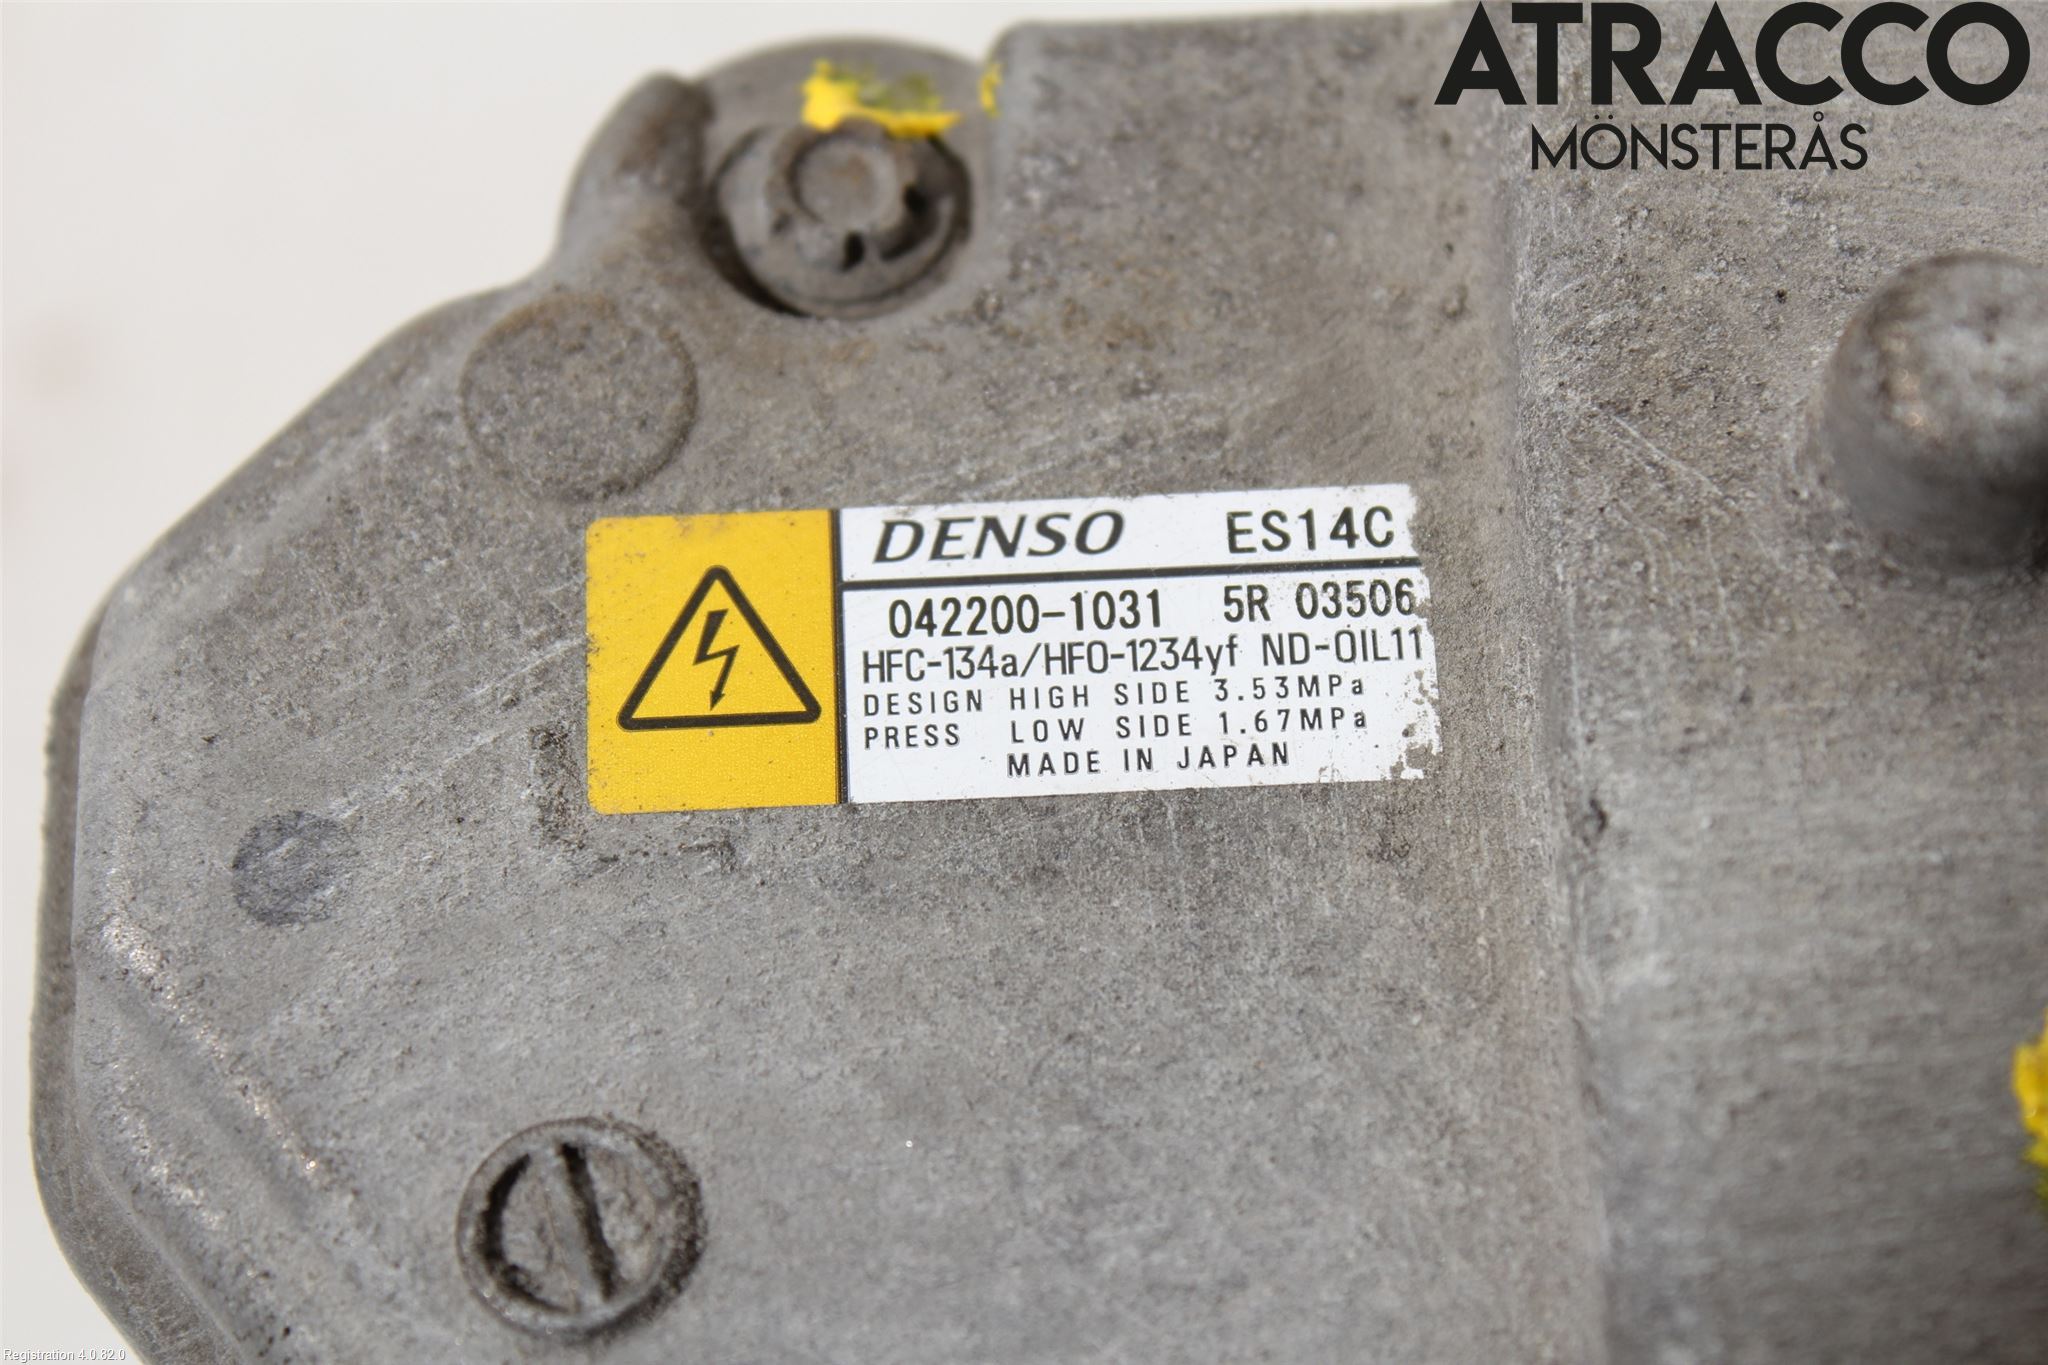 ATRACCO
MÖNSTERÅS
DENSO ES14C
042200-1031 5R 03506
HFC-134a/HFO-1234yf ND-OIL11
DESIGN HIGH SIDE 3.53MPa
PRESS LOW SIDE 1.67MPa
MADE IN JAPAN
Registration 4.0.82.0